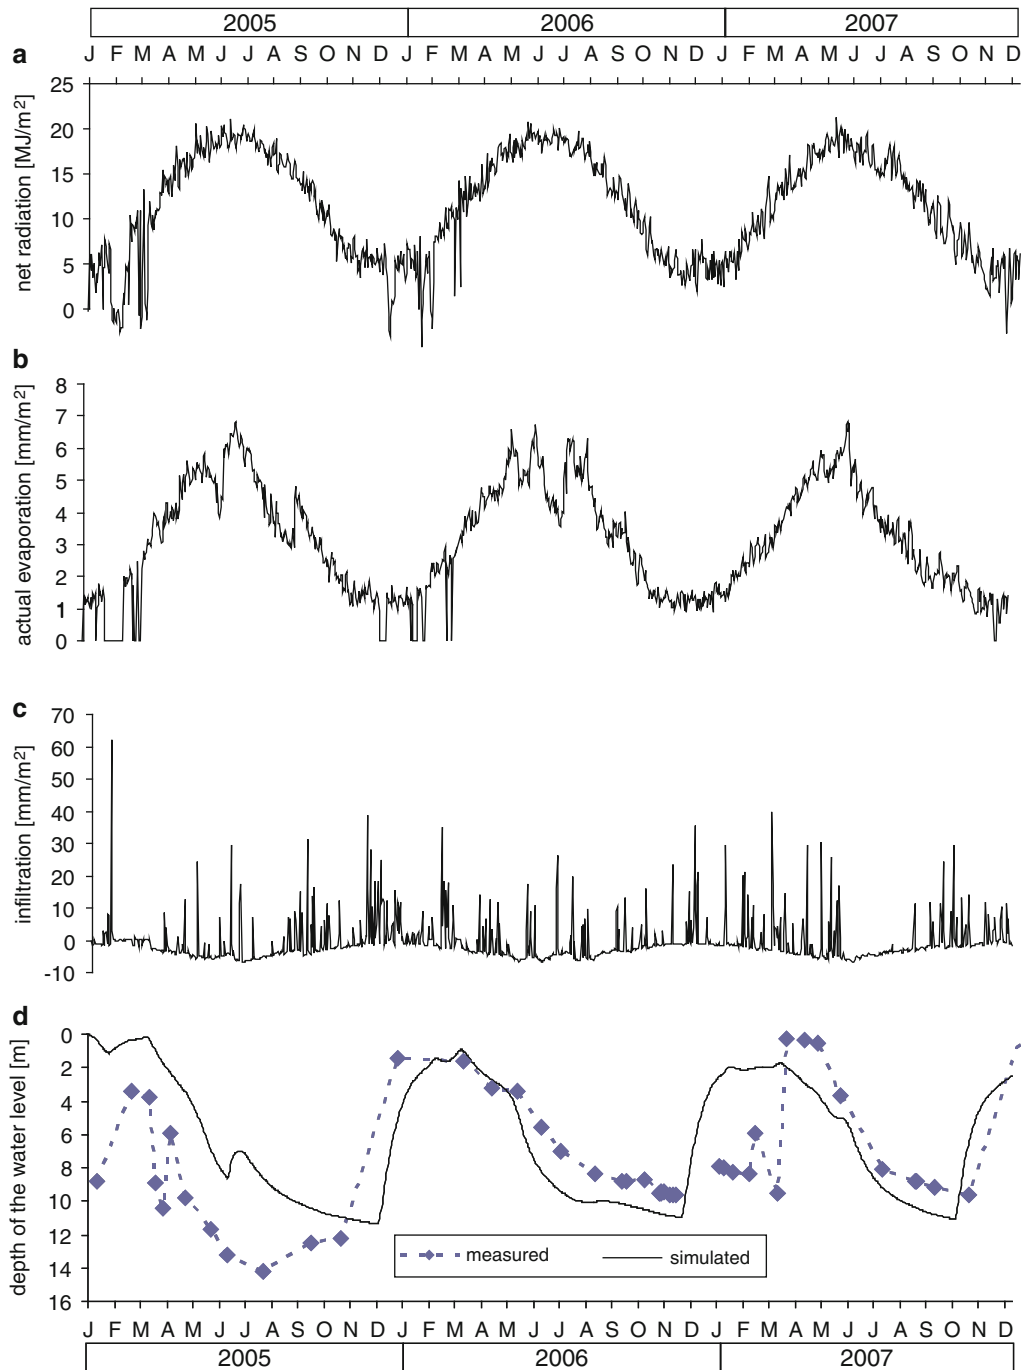 2005 2006 2007
J F M A M J J A S O N D J F M A M J J A S O N D J F M A M J J A S O N D
a
25
20
15
10
5
0
net radiation [MJ/m²]
b
8
7
6
5
4
3
2
1
0
actual evaporation [mm/m²]
c
70
60
50
40
30
20
10
0
-10
infiltration [mm/m²]
d
0
2
4
6
8
10
12
14
16
depth of the water level [m]
measured simulated
J F M A M J J A S O N D J F M A M J J A S O N D J F M A M J J A S O N D
2005 2006 2007